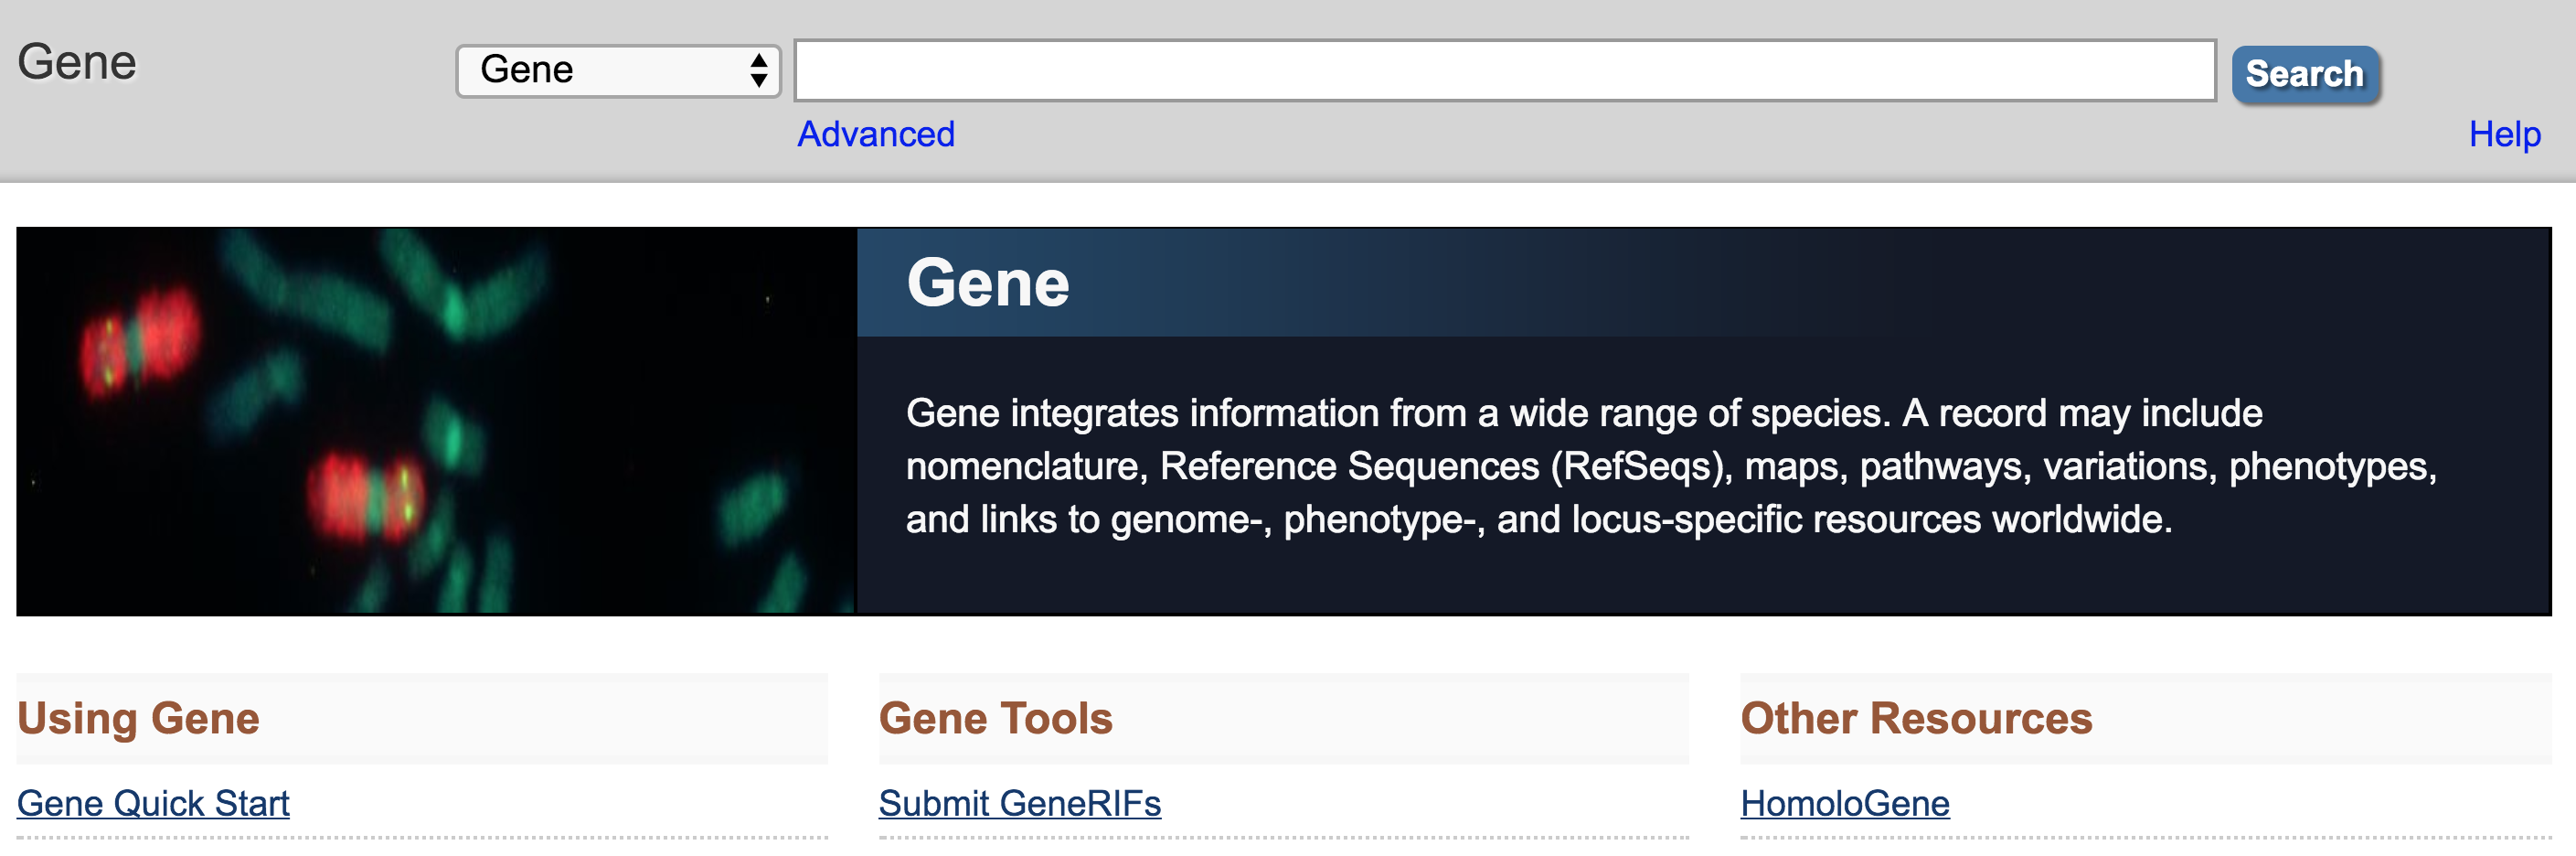 Gene
Gene
Search
Advanced
Help
Gene
Gene integrates information from a wide range of species. A record may include
nomenclature, Reference Sequences (RefSeqs), maps, pathways, variations, phenotypes,
and links to genome-, phenotype-, and locus-specific resources worldwide.
Using Gene
Gene Quick Start
Gene Tools
Submit GeneRIFs
Other Resources
HomoloGene